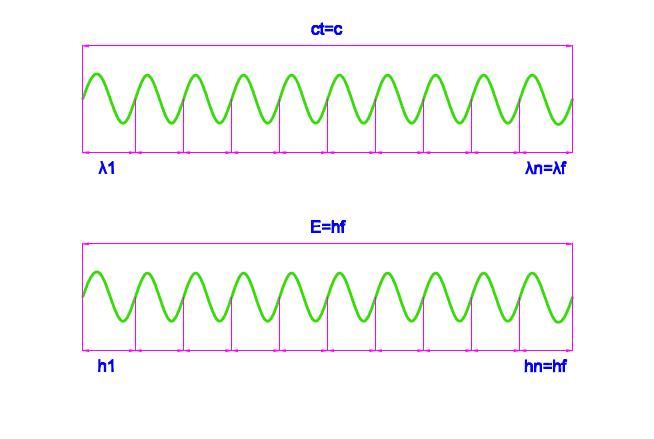 ct=c
λ1
λn=λf
E=hf
h1
hn=hf